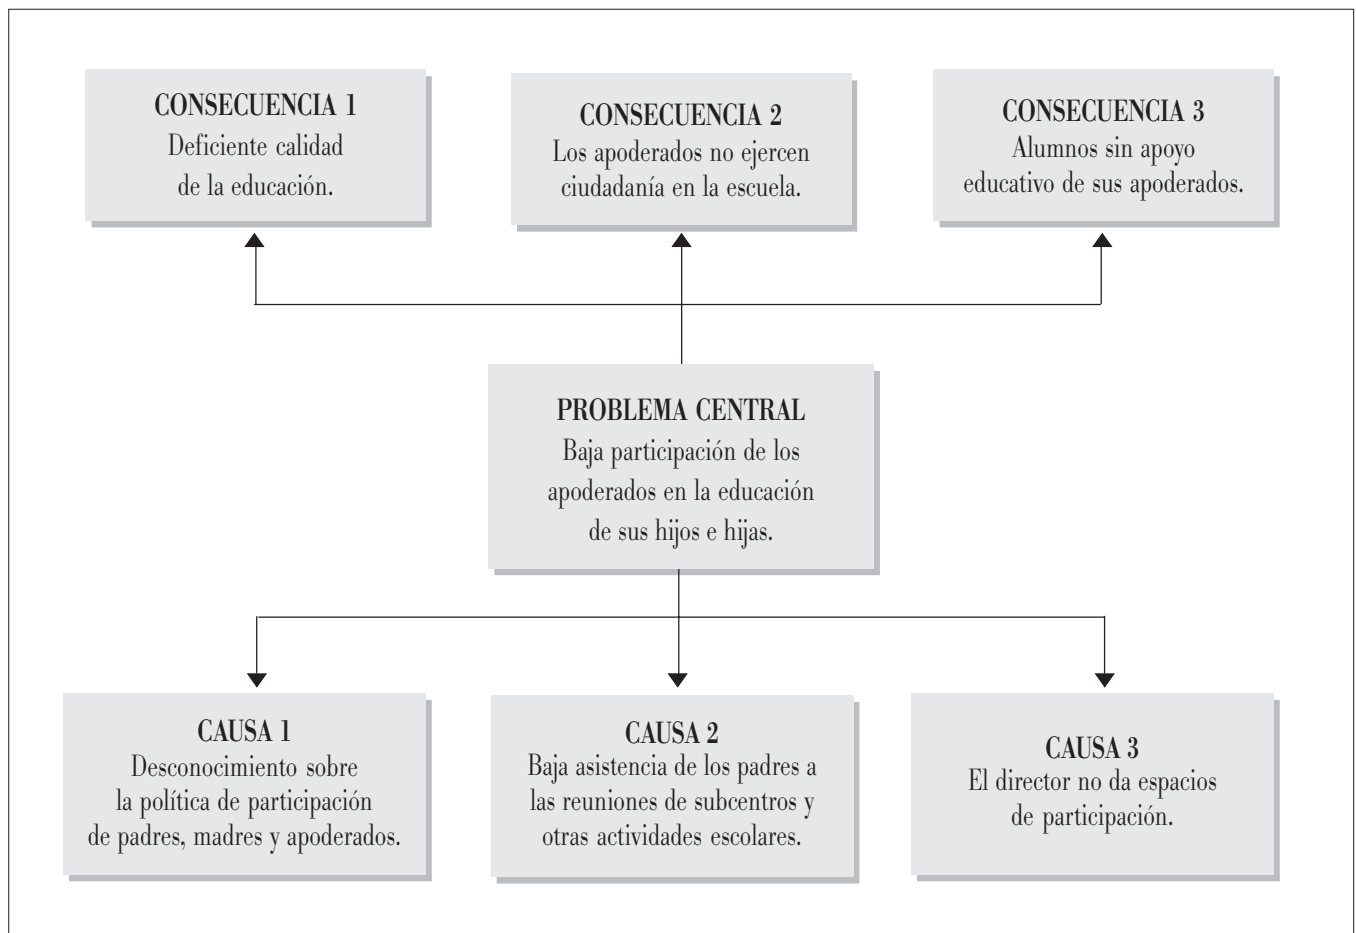 CONSECUENCIA 1
Deficiente calidad
de la educación.
CONSECUENCIA 2
Los apoderados no ejercen
ciudadanía en la escuela.
CONSECUENCIA 3
Alumnos sin apoyo
educativo de sus apoderados.
PROBLEMA CENTRAL
Baja participación de los
apoderados en la educación
de sus hijos e hijas.
CAUSA 1
Desconocimiento sobre
la política de participación
de padres, madres y apoderados.
CAUSA 2
Baja asistencia de los padres a
las reuniones de subcentros y
otras actividades escolares.
CAUSA 3
El director no da espacios
de participación.